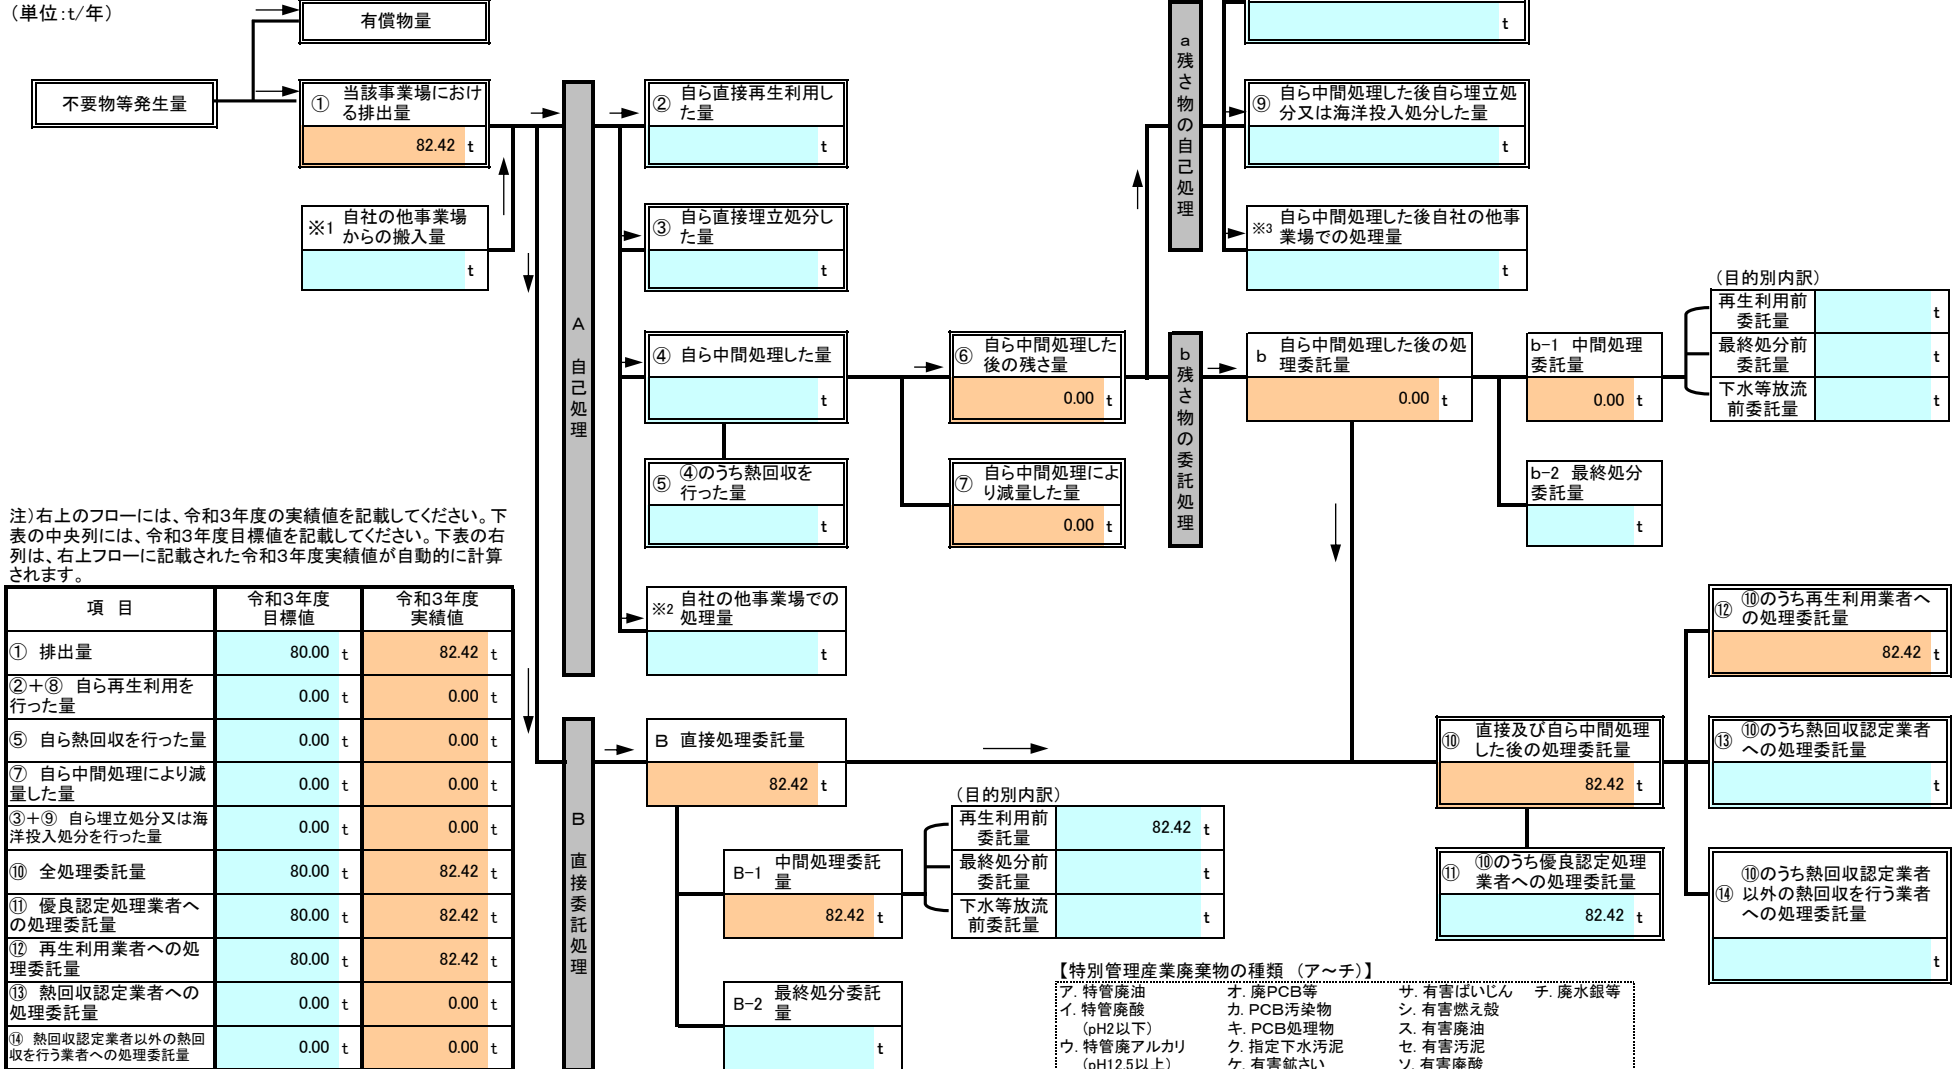 （単位：t/年）
有償物量
不要物等発生量
① 当該事業場におけ
る排出量
82.42 t
※1 自社の他事業場
からの搬入量
t
A 自己処理
② 自ら直接再生利用し
た量
t
③ 自ら直接埋立処分し
た量
t
④ 自ら中間処理した量
t
⑤ ④のうち熱回収を
行った量
t
※2 自社の他事業場での
処理量
t
⑥ 自ら中間処理した
後の残さ量
0.00 t
⑦ 自ら中間処理によ
り減量した量
0.00 t
a 残さ物の自己処理
t
⑨ 自ら中間処理した後自ら埋立処
分又は海洋投入処分した量
t
※3 自ら中間処理した後自社の他事
業場での処理量
t
b 残さ物の委託処理
b 自ら中間処理した後の処
理委託量
0.00 t
b-1 中間処理
委託量
0.00 t
b-2 最終処分
委託量
t
（目的別内訳）
再生利用前
委託量
t
最終処分前
委託量
t
下水等放流
前委託量
t
注）右上のフローには、令和３年度の実績値を記載してください。下
表の中央列には、令和３年度目標値を記載してください。下表の右
列は、右上フローに記載された令和３年度実績値が自動的に計算
されます。
項 目 令和３年度 目標値 令和３年度 実績値
① 排出量 80.00 t 82.42 t
②＋⑧ 自ら再生利用を
行った量 0.00 t 0.00 t
⑤ 自ら熱回収を行った量 0.00 t 0.00 t
⑦ 自ら中間処理により減
量した量 0.00 t 0.00 t
③＋⑨ 自ら埋立処分又は海
洋投入処分を行った量 0.00 t 0.00 t
⑩ 全処理委託量 80.00 t 82.42 t
⑪ 優良認定処理業者へ
の処理委託量 80.00 t 82.42 t
⑫ 再生利用業者への処
理委託量 80.00 t 82.42 t
⑬ 熱回収認定業者への
処理委託量 0.00 t 0.00 t
⑭ 熱回収認定業者以外の熱回
収を行う業者への処理委託量 0.00 t 0.00 t
B 直接委託処理
B 直接処理委託量
82.42 t
B-1 中間処理委託
量
82.42 t
B-2 最終処分委託
量
t
（目的別内訳）
再生利用前
委託量
82.42 t
最終処分前
委託量
t
下水等放流
前委託量
t
⑩ 直接及び自ら中間処理
した後の処理委託量
82.42 t
⑪ ⑩のうち優良認定処理
業者への処理委託量
82.42 t
⑫ ⑩のうち再生利用業者へ
の処理委託量
82.42 t
⑬ ⑩のうち熱回収認定業者
への処理委託量
t
⑭ ⑩のうち熱回収認定業者
以外の熱回収を行う業者
への処理委託量
t
【特別管理産業廃棄物の種類 （ア～チ）】
ア．特管廃油 オ．廃PCB等 サ．有害ばいじん チ．廃水銀等
イ．特管廃酸 カ．PCB汚染物 シ．有害燃え殻
（pH2以下） キ．PCB処理物 ス．有害廃油
ウ．特管廃アルカリ ク．指定下水汚泥 セ．有害汚泥
（pH12.5以上） ケ．有害鉱さい ソ．有害廃酸